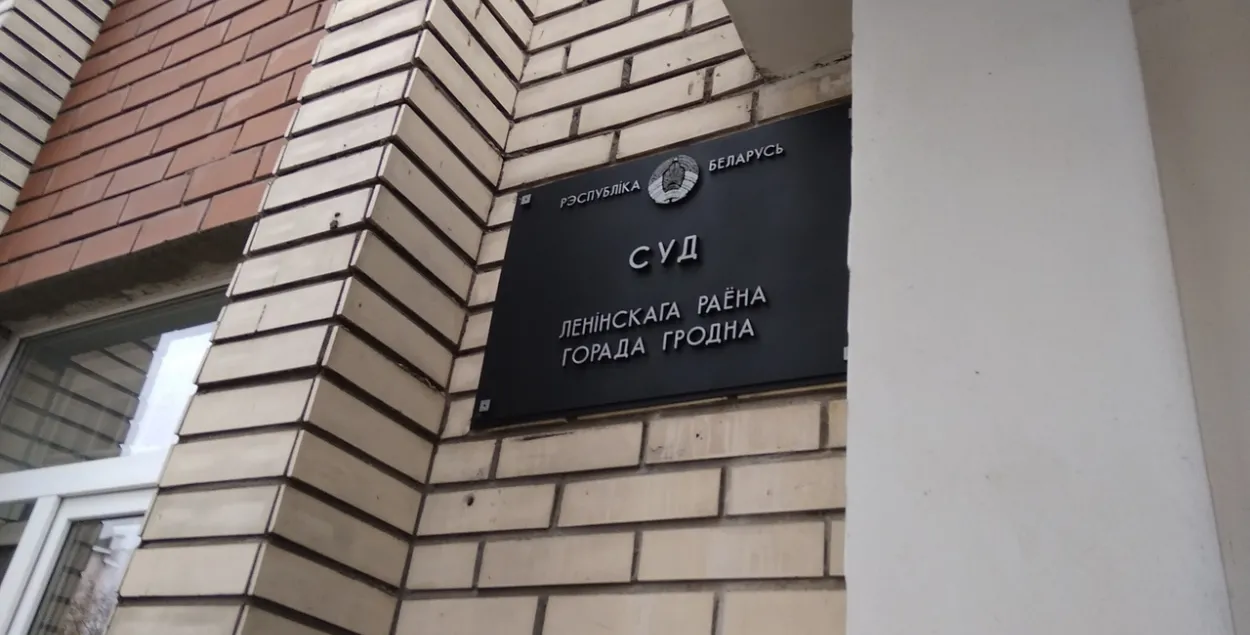 РЭСПУБЛІКА БЕЛАРУСЬ
СУД
ЛЕНІНСКАГА РАЁНА
ГОРАДА ГРОДНА